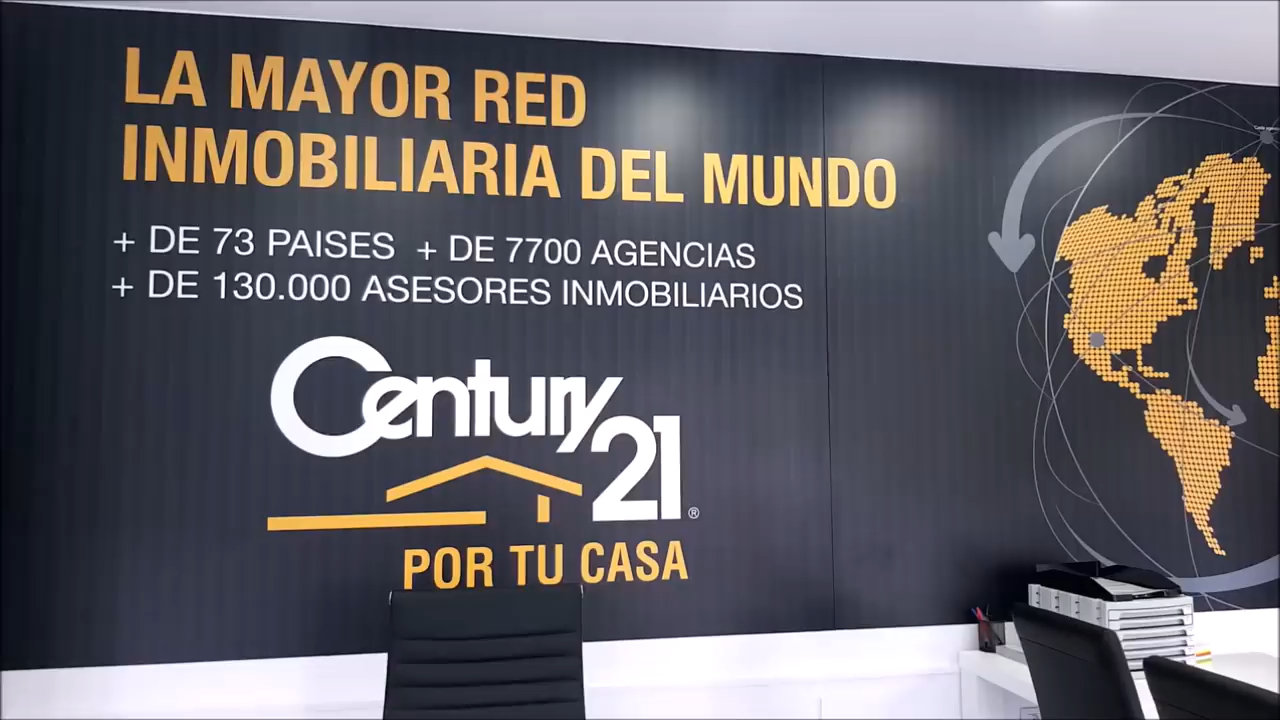 LA MAYOR RED
INMOBILIARIA DEL MUNDO
+ DE 73 PAISES + DE 7700 AGENCIAS
+ DE 130.000 ASESORES INMOBILIARIOS
Century
21®
POR TU CASA